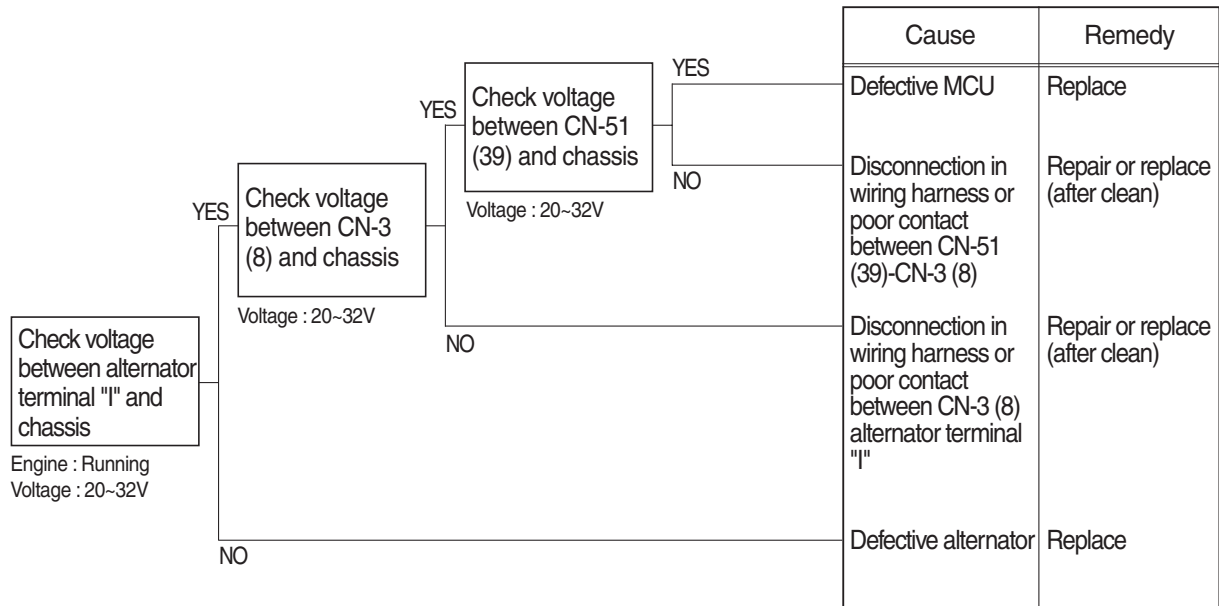 Cause
Remedy
YES
Defective MCU
Replace
YES
Check voltage
between CN-51
(39) and chassis
NO
Voltage : 20~32V
Disconnection in
wiring harness or
poor contact
between CN-51
(39)-CN-3 (8)
Repair or replace
(after clean)
YES
Check voltage
between CN-3
(8) and chassis
Voltage : 20~32V
NO
Disconnection in
wiring harness or
poor contact
between CN-3 (8)
alternator terminal
"I"
Repair or replace
(after clean)
Check voltage
between alternator
terminal "I" and
chassis
Engine : Running
Voltage : 20~32V
NO
Defective alternator
Replace